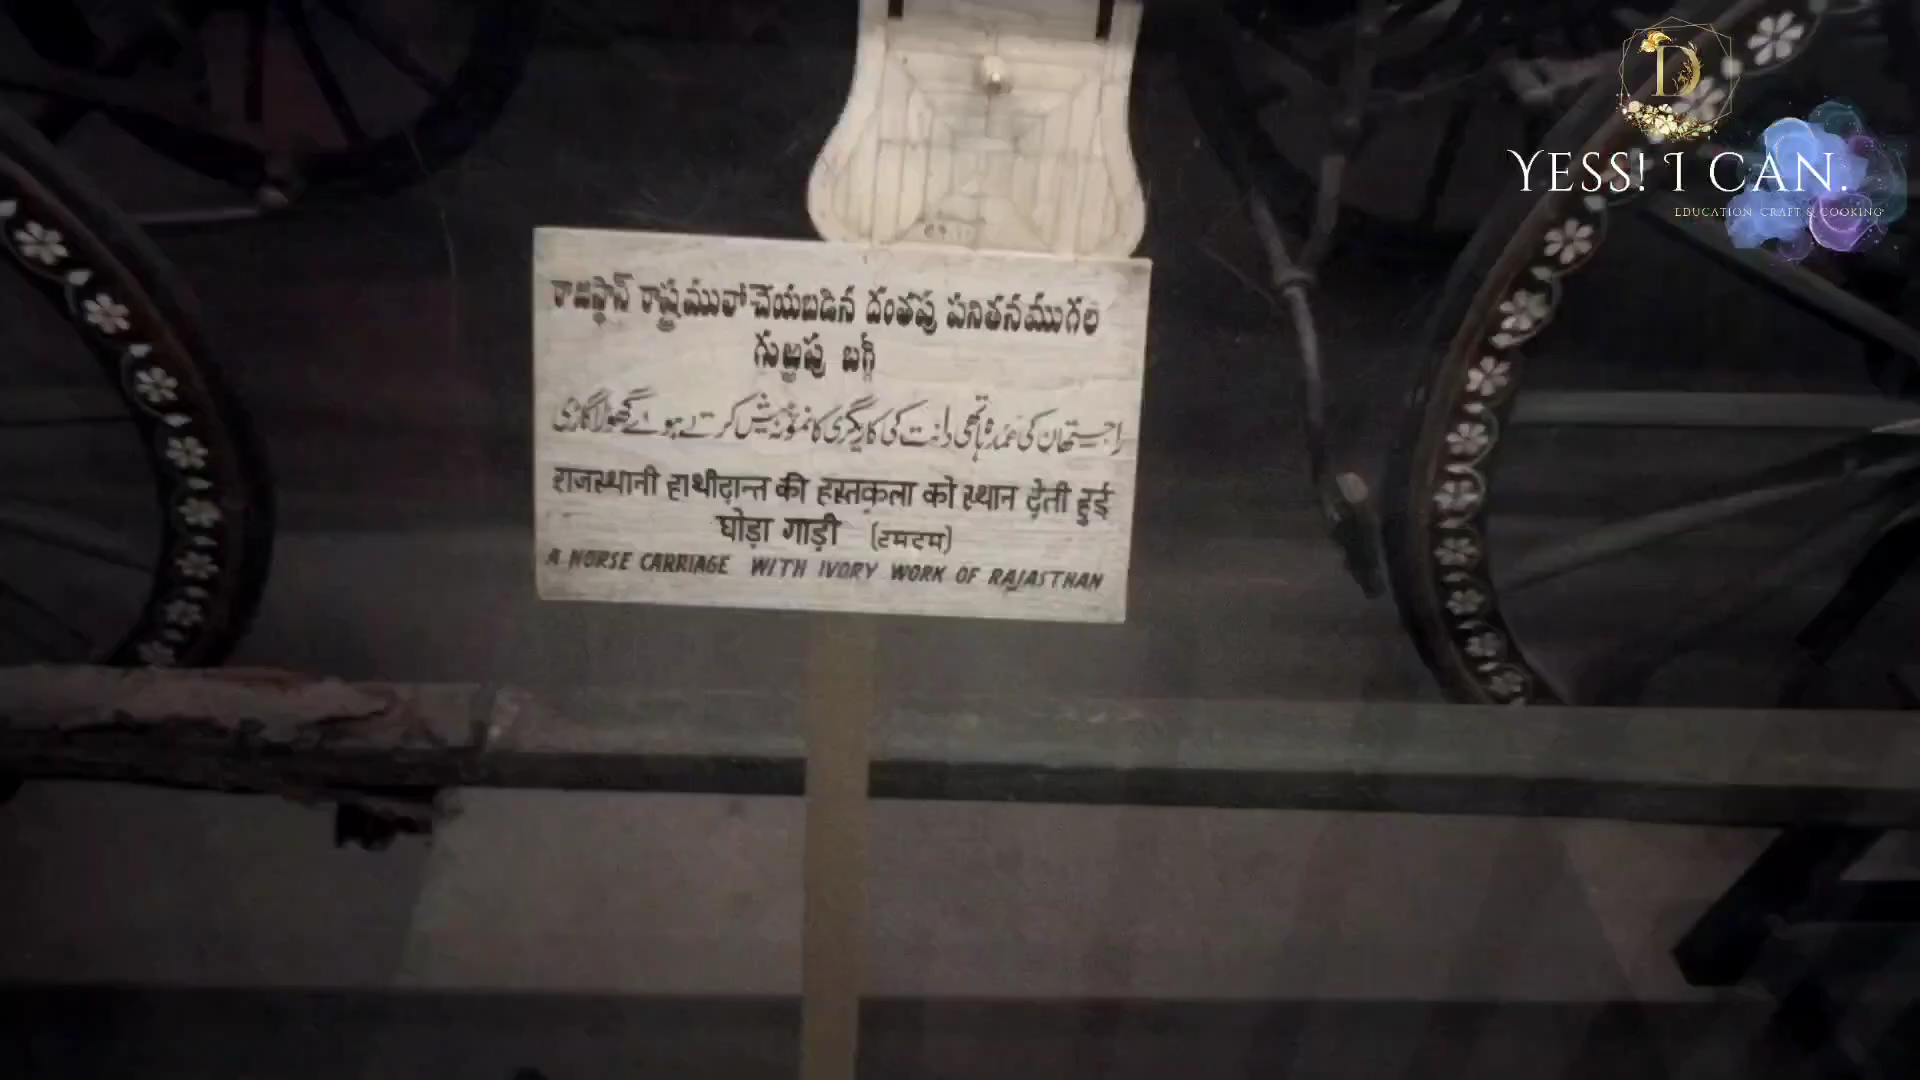 రాజస్థాన్ రాష్ట్రమువారిచేయబడిన దంతపు పనితనముగల
గుఱ్ఱపు బగ్గీ
راجستھان کی عمدہ ہاتھی دانت کی کاریگری کا نمونہ پیش کرتے ہوئے گھوڑا گاڑی
राजस्थानी हाथीदान्त की हस्तकला को स्थान देती हुई
घोड़ा गाड़ी (टमटम)
A HORSE CARRIAGE WITH IVORY WORK OF RAJASTHAN
D
YESS! I CAN.
EDUCATION, CRAFT & COOKING